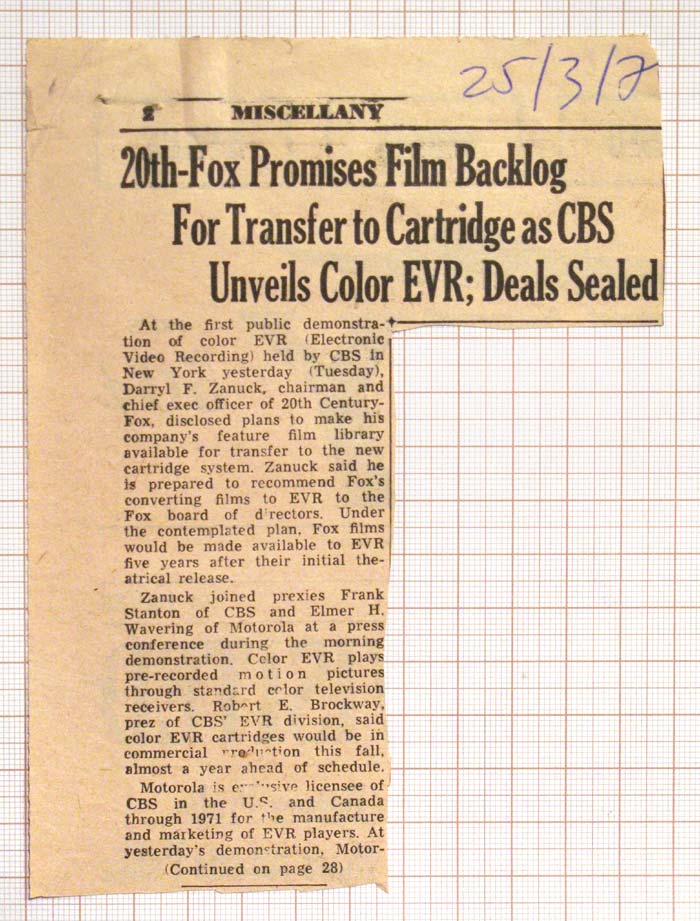 25/3/7
2 MISCELLANY
20th-Fox Promises Film Backlog
For Transfer to Cartridge as CBS
Unveils Color EVR; Deals Sealed
At the first public demonstra-
tion of color EVR (Electronic
Video Recording) held by CBS in
New York yesterday (Tuesday),
Darryl F. Zanuck, chairman and
chief exec officer of 20th Century-
Fox, disclosed plans to make his
company's feature film library
available for transfer to the new
cartridge system. Zanuck said he
is prepared to recommend Fox's
converting films to EVR to the
Fox board of directors. Under
the contemplated plan, Fox films
would be made available to EVR
five years after their initial the-
atrical release.
Zanuck joined prexies Frank
Stanton of CBS and Elmer H.
Wavering of Motorola at a press
conference during the morning
demonstration. Color EVR plays
pre-recorded motion pictures
through standard color television
receivers. Robert E. Brockway,
prez of CBS' EVR division, said
color EVR cartridges would be in
commercial production this fall,
almost a year ahead of schedule.
Motorola is exclusive licensee of
CBS in the U.S. and Canada
through 1971 for the manufacture
and marketing of EVR players. At
yesterday's demonstration, Motor-
(Continued on page 28)